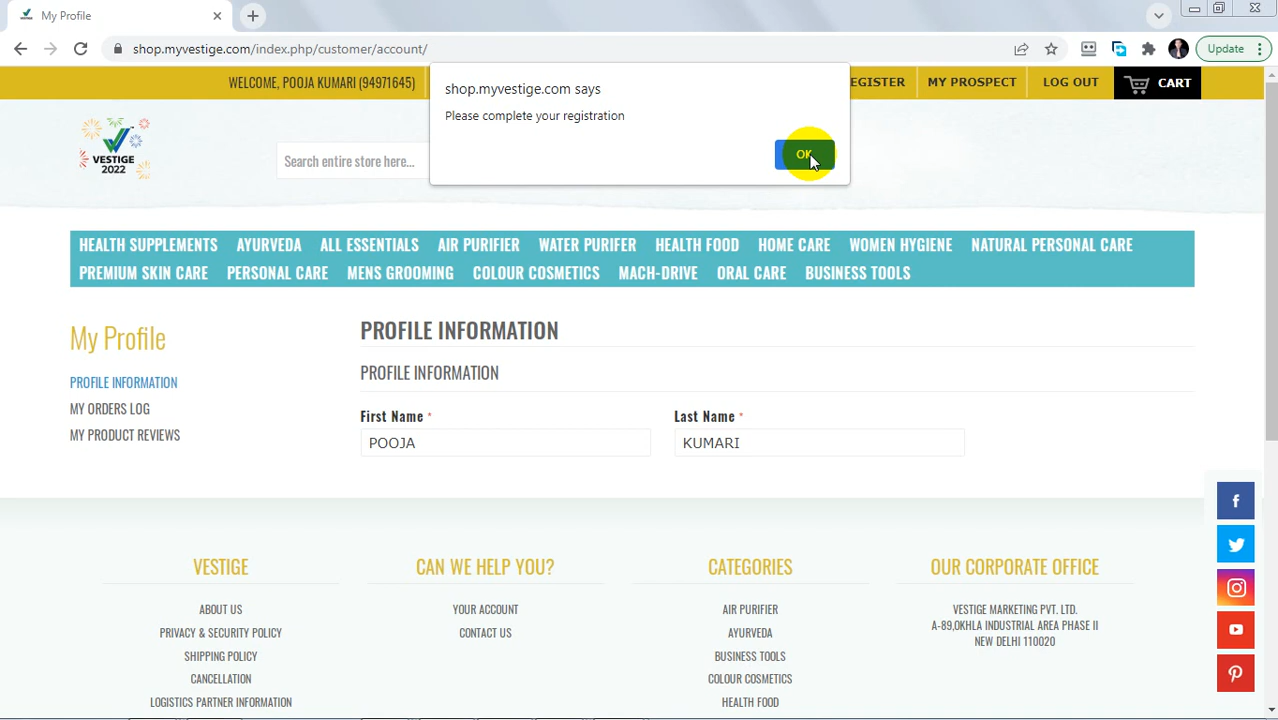 My Profile
shop.myvestige.com/index.php/customer/account/
Update
WELCOME, POOJA KUMARI (94971645)
EGISTER
MY PROSPECT
LOG OUT
CART
shop.myvestige.com says
Please complete your registration
OK
VESTIGE
2022
Search entire store here...
HEALTH SUPPLEMENTS AYURVEDA ALL ESSENTIALS AIR PURIFIER WATER PURIFER HEALTH FOOD HOME CARE WOMEN HYGIENE NATURAL PERSONAL CARE
PREMIUM SKIN CARE PERSONAL CARE MENS GROOMING COLOUR COSMETICS MACH-DRIVE ORAL CARE BUSINESS TOOLS
My Profile
PROFILE INFORMATION
MY ORDERS LOG
MY PRODUCT REVIEWS
PROFILE INFORMATION
PROFILE INFORMATION
First Name *
Last Name *
POOJA
KUMARI
VESTIGE
ABOUT US
PRIVACY & SECURITY POLICY
SHIPPING POLICY
CANCELLATION
LOGISTICS PARTNER INFORMATION
CAN WE HELP YOU?
YOUR ACCOUNT
CONTACT US
CATEGORIES
AIR PURIFIER
AYURVEDA
BUSINESS TOOLS
COLOUR COSMETICS
HEALTH FOOD
OUR CORPORATE OFFICE
VESTIGE MARKETING PVT. LTD.
A-89,OKHLA INDUSTRIAL AREA PHASE II
NEW DELHI 110020